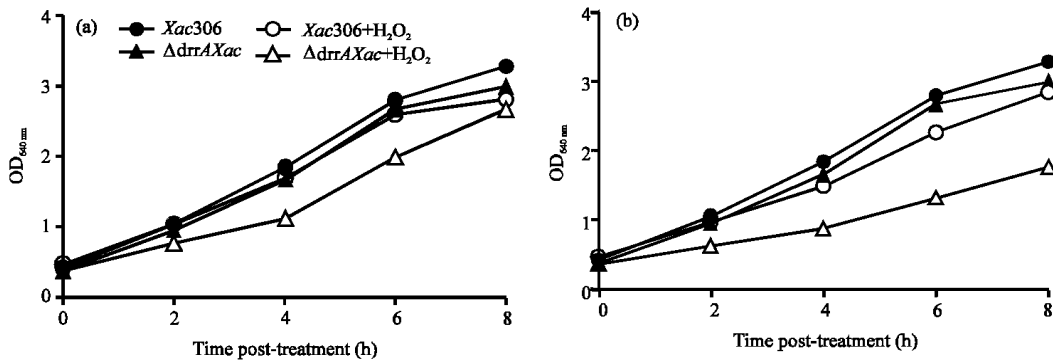 (a)
Xac306
Xac306+H₂O₂
ΔdrrAXac
ΔdrrAXac+H₂O₂
4
3
2
1
0
OD₆₄₀ nm
0 2 4 6 8
Time post-treatment (h)
(b)
4
3
2
1
0
OD₆₄₀ nm
0 2 4 6 8
Time post-treatment (h)